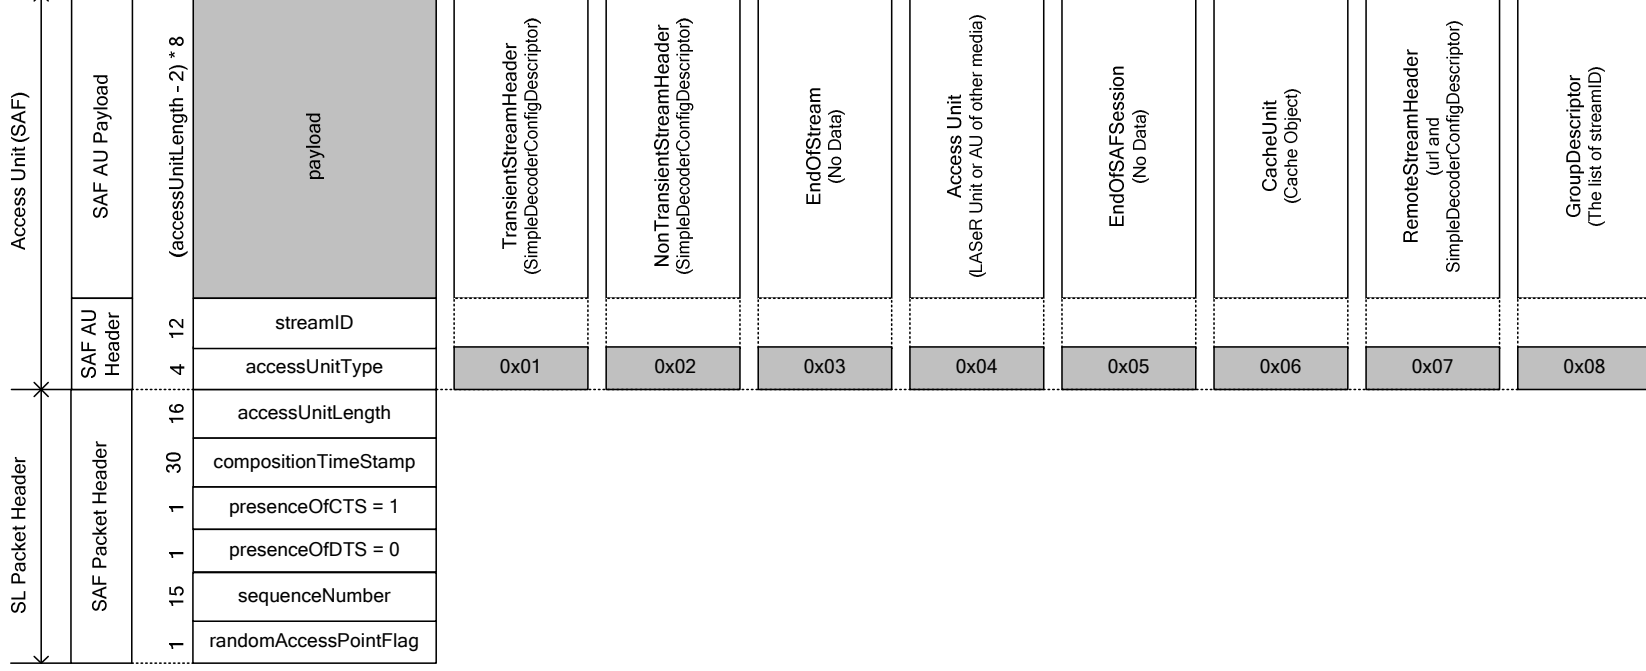 Access Unit (SAF)
SAF AU Payload
(accessUnitLength - 2) * 8
payload
TransientStreamHeader
(SimpleDecoderConfigDescriptor)
NonTransientStreamHeader
(SimpleDecoderConfigDescriptor)
EndOfStream
(No Data)
Access Unit
(LASeR Unit or AU of other media)
EndOfSAFSession
(No Data)
CacheUnit
(Cache Object)
RemoteStreamHeader
(url and
SimpleDecoderConfigDescriptor)
GroupDescriptor
(The list of streamID)
SAF AU
Header
12
streamID
4
accessUnitType
0x01
0x02
0x03
0x04
0x05
0x06
0x07
0x08
SL Packet Header
SAF Packet Header
16
accessUnitLength
30
compositionTimeStamp
1
presenceOfCTS = 1
1
presenceOfDTS = 0
15
sequenceNumber
1
randomAccessPointFlag